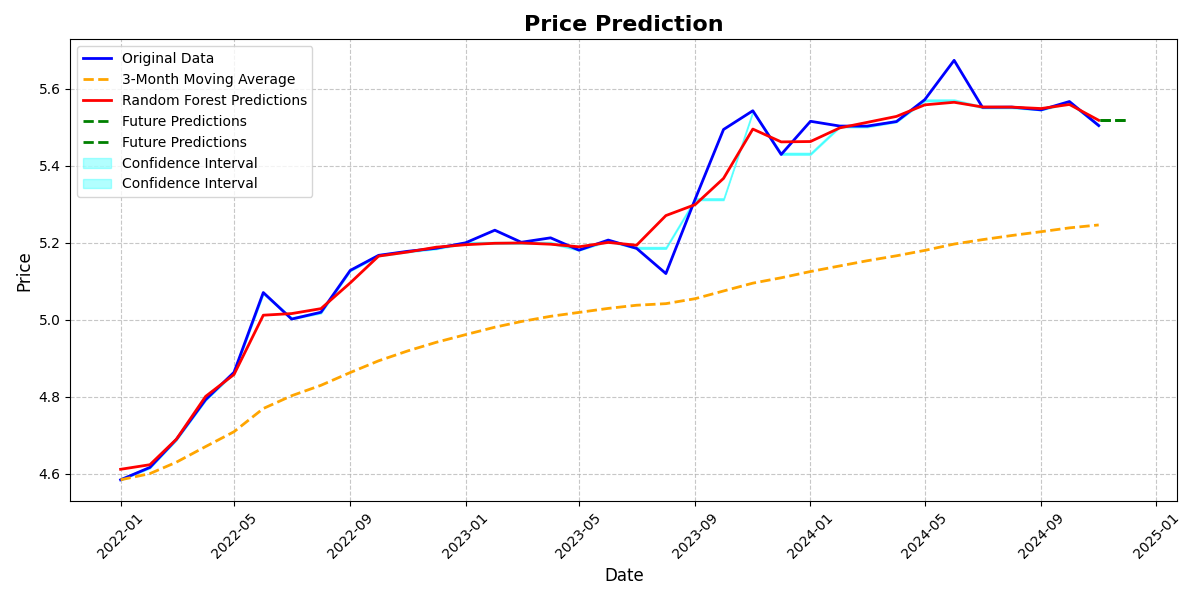 Price Prediction
Original Data
3-Month Moving Average
Random Forest Predictions
Future Predictions
Future Predictions
Confidence Interval
Confidence Interval
Price
5.6
5.4
5.2
5.0
4.8
4.6
2022-01
2022-05
2022-09
2023-01
2023-05
2023-09
2024-01
2024-05
2024-09
2025-01
Date